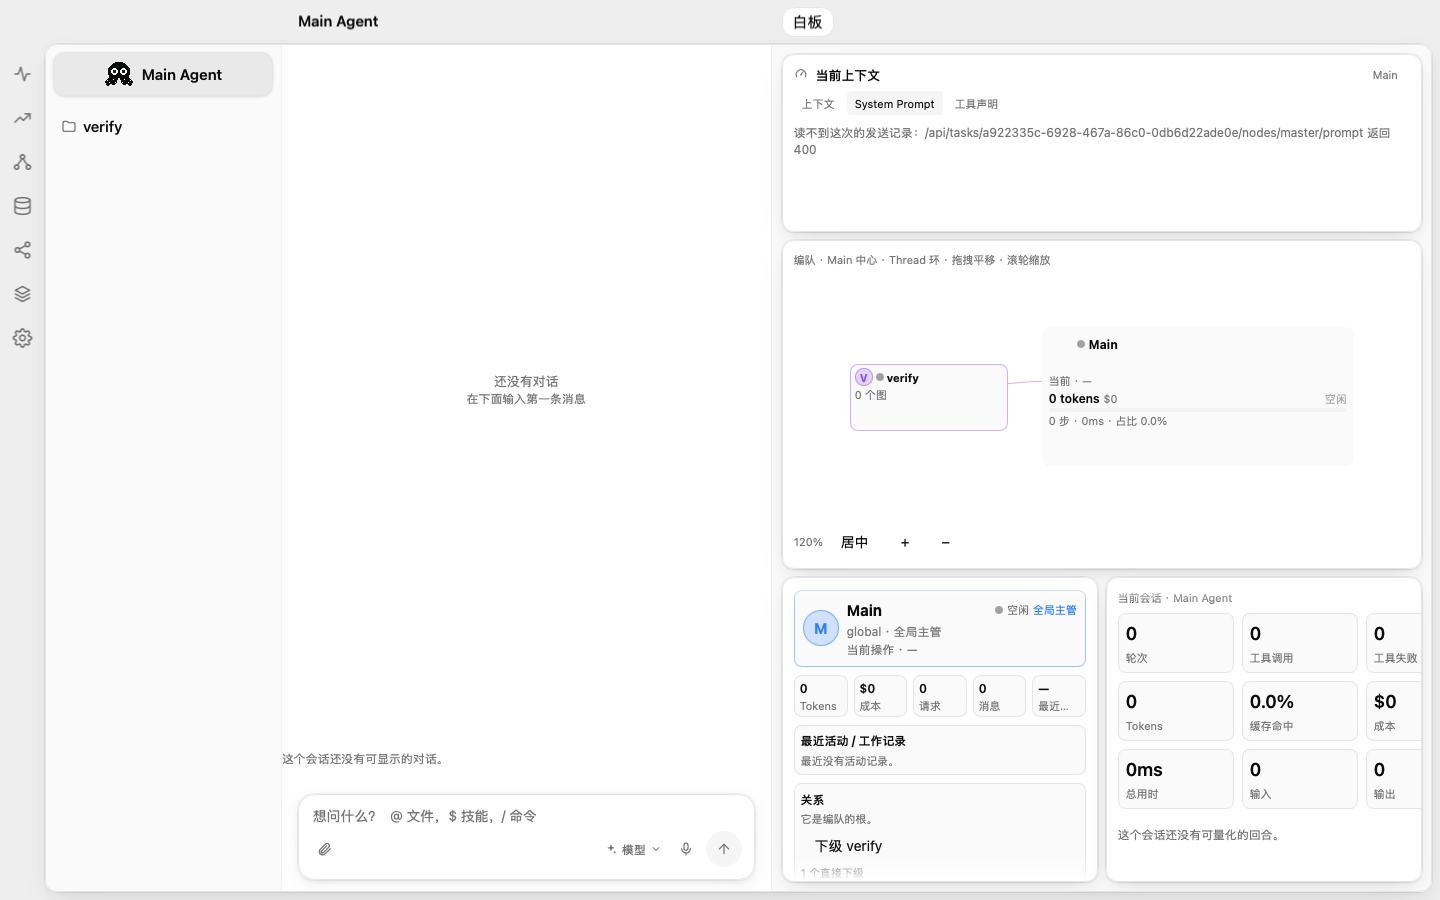 Main Agent
白板
Main Agent
verify
还没有对话
在下面输入第一条消息
这个会话还没有可显示的对话。
想问什么? @ 文件, $ 技能, / 命令
模型
当前上下文
Main
上下文
System Prompt
工具声明
读不到这次的发送记录: /api/tasks/a922335c-6928-467a-86c0-0db6d22ade0e/nodes/master/prompt 返回
400
编队 · Main 中心 · Thread 环 · 拖拽平移 · 滚轮缩放
V verify
0 个图
Main
当前 · —
0 tokens $0
空闲
0 步 · 0ms · 占比 0.0%
120%
居中
+
−
M
Main
空闲 全局主管
global · 全局主管
当前操作 · —
0
Tokens
$0
成本
0
请求
0
消息
—
最近...
最近活动 / 工作记录
最近没有活动记录。
关系
它是编队的根。
下级 verify
1 个直接下级
当前会话 · Main Agent
0
轮次
0
工具调用
0
工具失败
0
Tokens
0.0%
缓存命中
$0
成本
0ms
总用时
0
输入
0
输出
这个会话还没有可量化的回合。